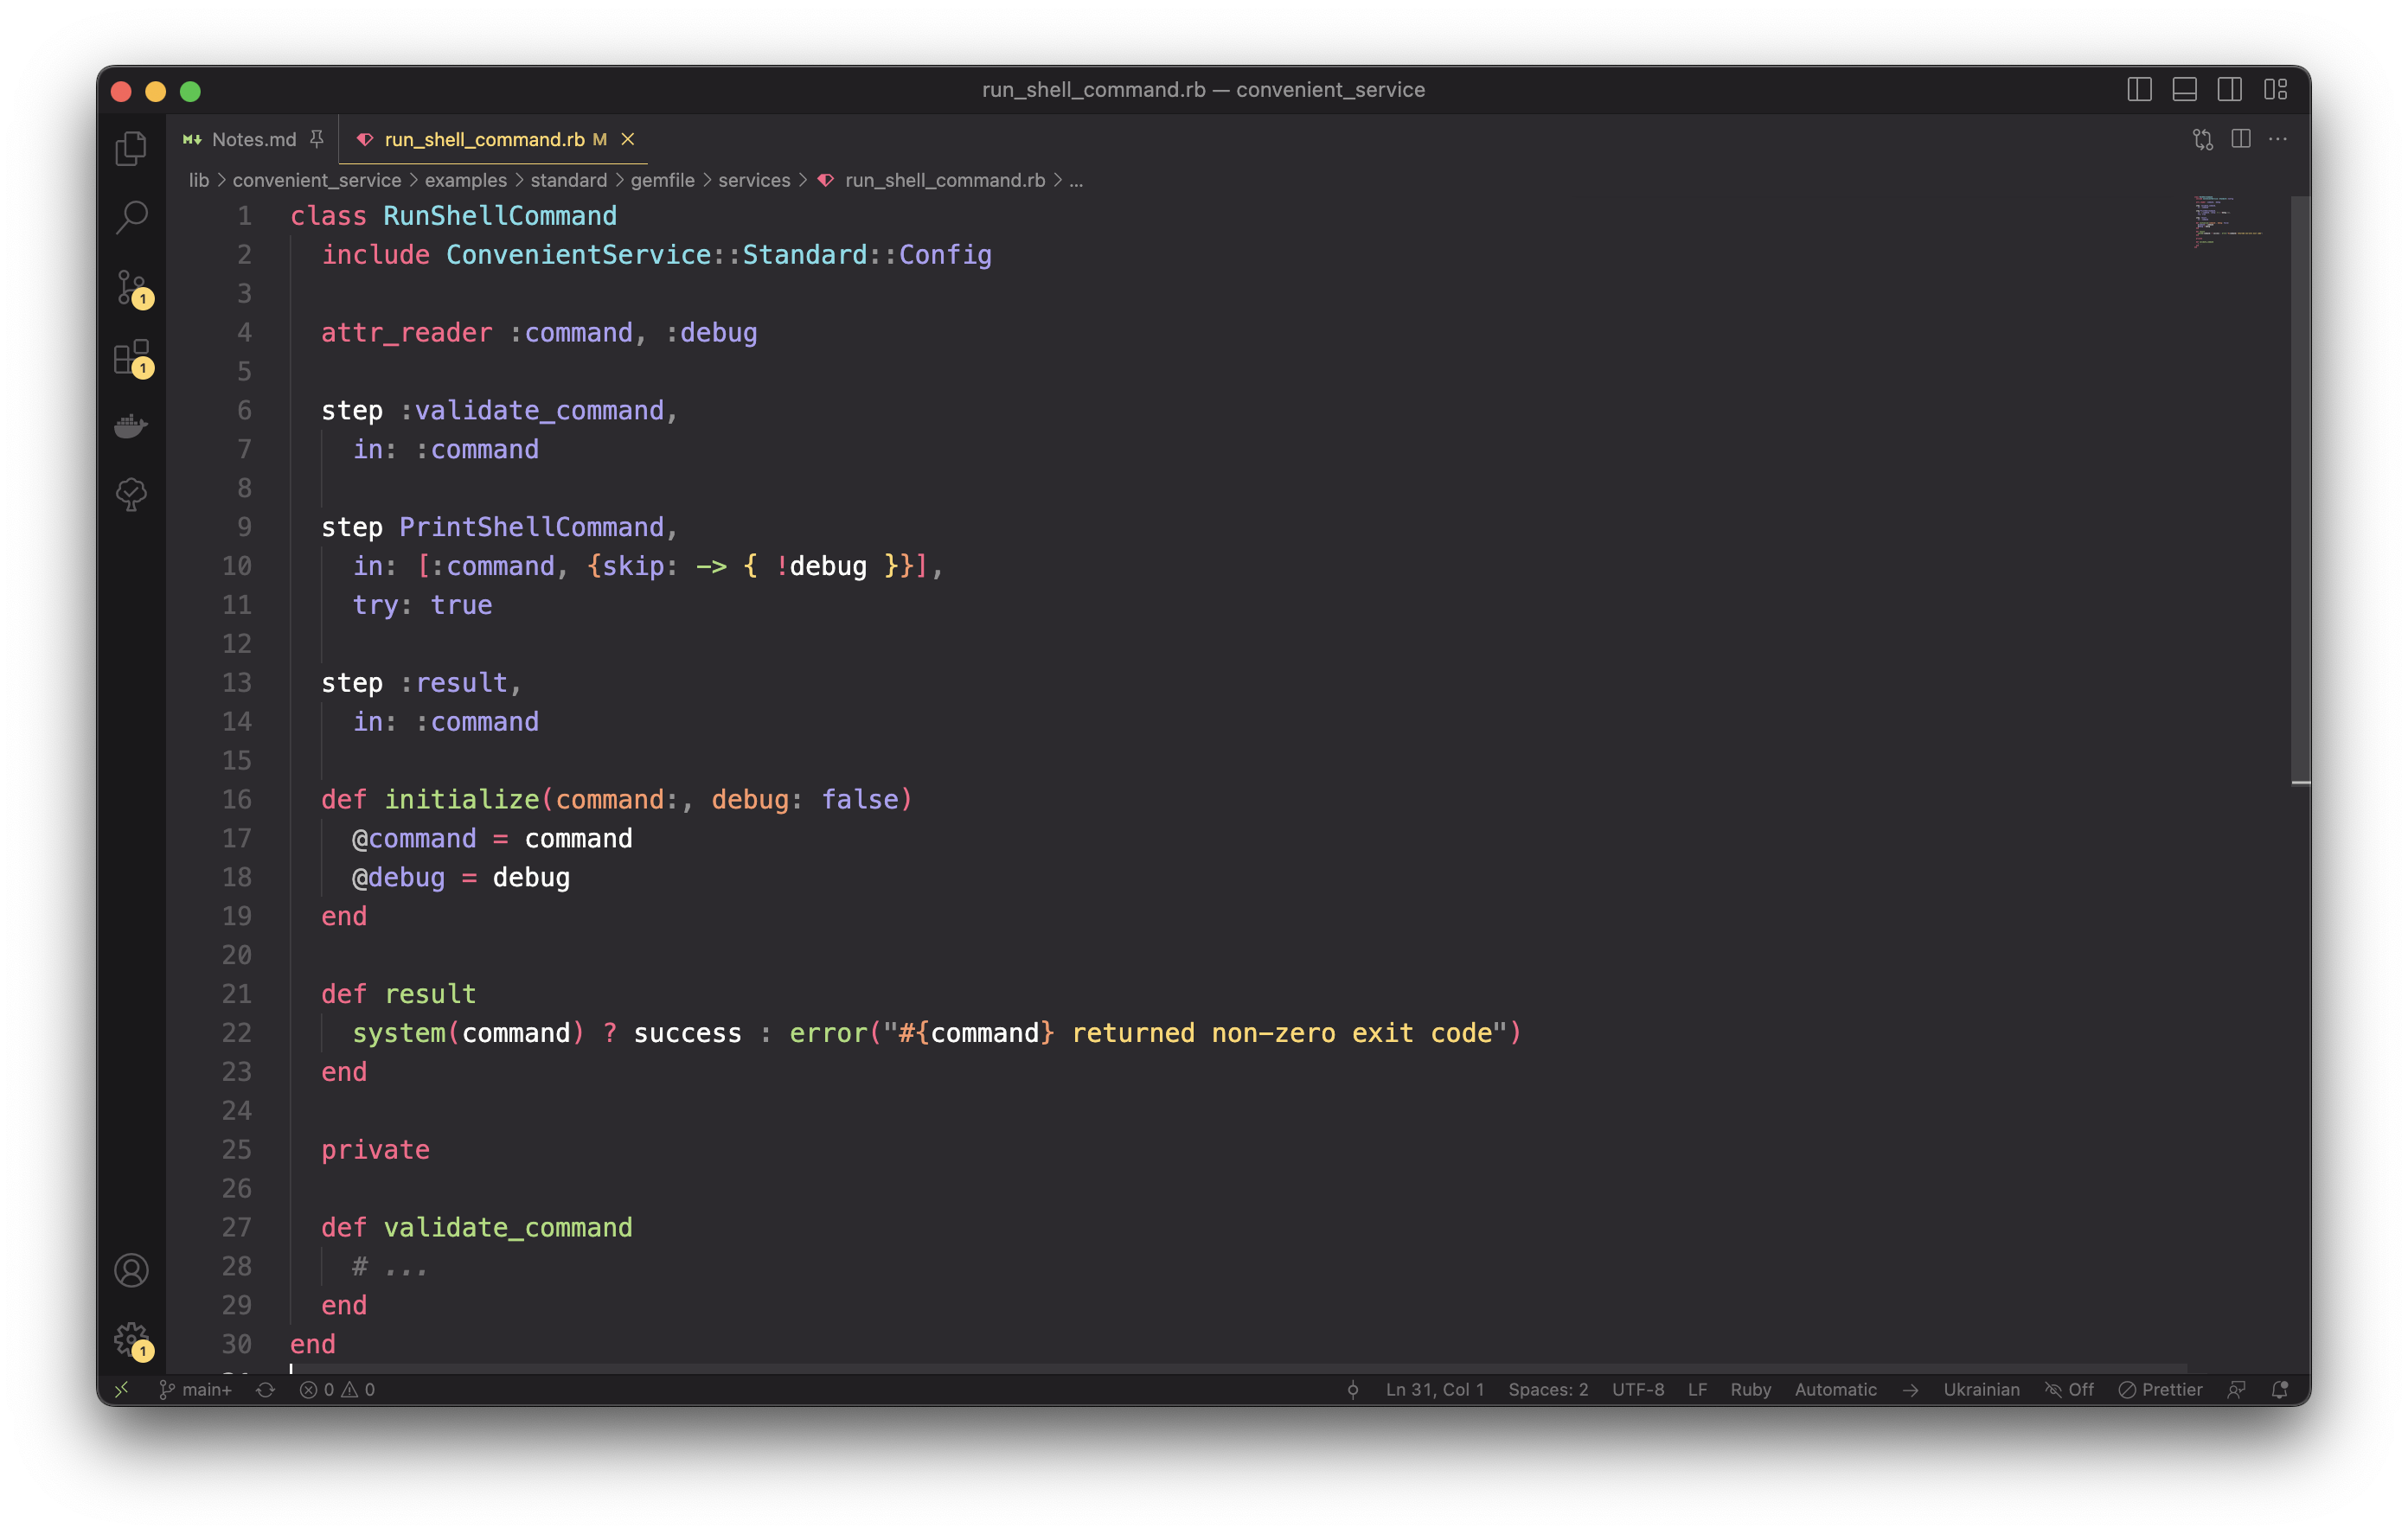 run_shell_command.rb — convenient_service
Notes.md
run_shell_command.rb M
lib > convenient_service > examples > standard > gemfile > services > run_shell_command.rb > ...
1 class RunShellCommand
2 include ConvenientService::Standard::Config
3
4 attr_reader :command, :debug
5
6 step :validate_command,
7 in: :command
8
9 step PrintShellCommand,
10 in: [:command, {skip: -> { !debug }}],
11 try: true
12
13 step :result,
14 in: :command
15
16 def initialize(command:, debug: false)
17 @command = command
18 @debug = debug
19 end
20
21 def result
22 system(command) ? success : error("#{command} returned non-zero exit code")
23 end
24
25 private
26
27 def validate_command
28 # ...
29 end
30 end
1
1
1
main+ 0 0 Ln 31, Col 1 Spaces: 2 UTF-8 LF Ruby Automatic Ukrainian Off Prettier